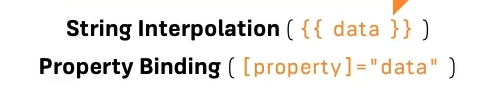 String Interpolation ( {{ data }} )
Property Binding ( [property]="data" )